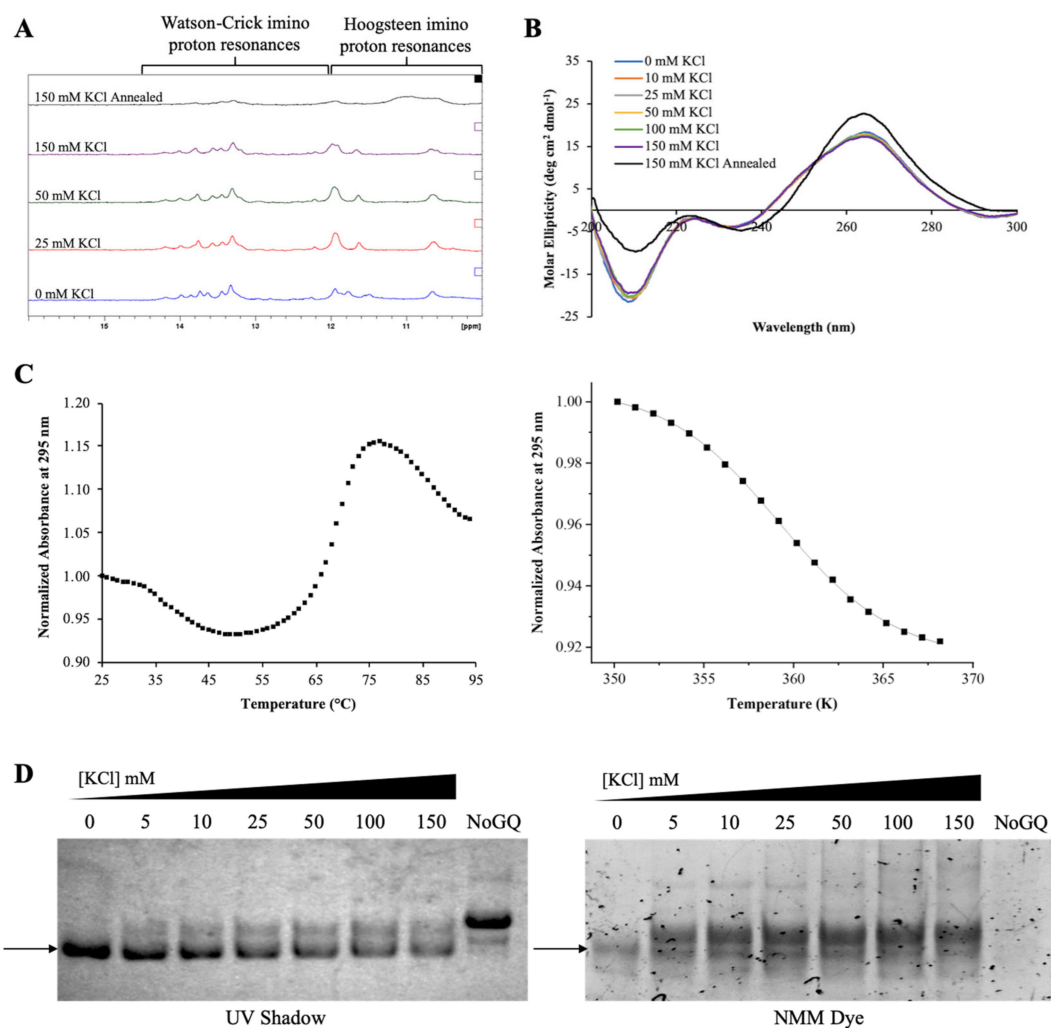 A
Watson-Crick imino
proton resonances
Hoogsteen imino
proton resonances
150 mM KCl Annealed
150 mM KCl
50 mM KCl
25 mM KCl
0 mM KCl
15 14 13 12 11 [ppm]
B
35
25
15
5
-5
-15
-25
Molar Ellipticity (deg cm² dmol⁻¹)
0 mM KCl
10 mM KCl
25 mM KCl
50 mM KCl
100 mM KCl
150 mM KCl
150 mM KCl Annealed
200 220 240 260 280 300
Wavelength (nm)
C
1.20
1.15
1.10
1.05
1.00
0.95
0.90
Normalized Absorbance at 295 nm
25 35 45 55 65 75 85 95
Temperature (°C)
1.00
0.98
0.96
0.94
0.92
Normalized Absorbance at 295 nm
350 355 360 365 370
Temperature (K)
D
[KCl] mM
0 5 10 25 50 100 150 NoGQ
UV Shadow
[KCl] mM
0 5 10 25 50 100 150 NoGQ
NMM Dye